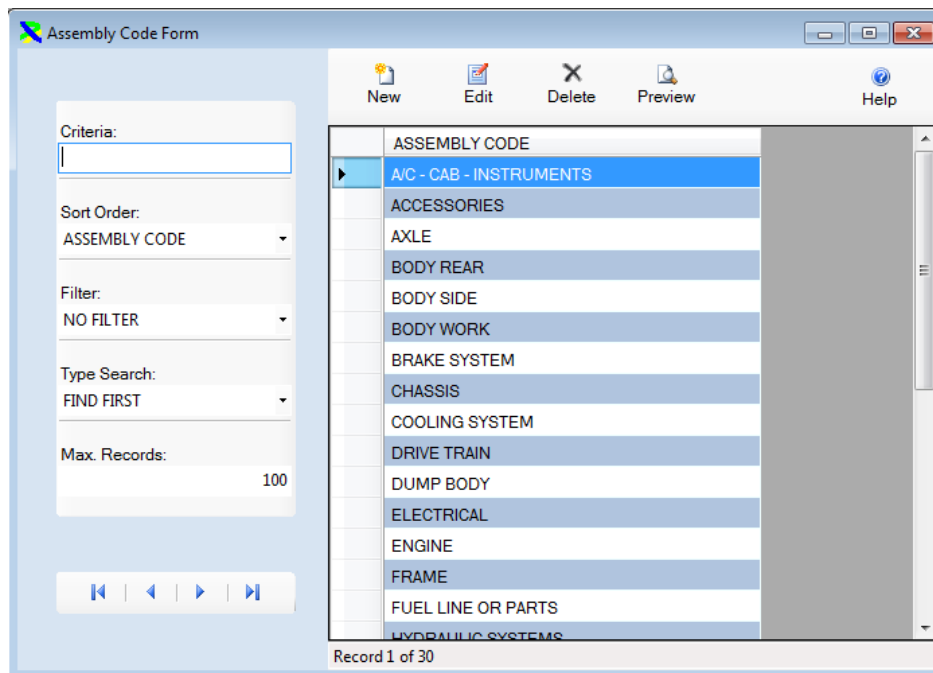 Assembly Code Form
New Edit Delete Preview Help
Criteria:
Sort Order:
ASSEMBLY CODE
Filter:
NO FILTER
Type Search:
FIND FIRST
Max. Records:
100
ASSEMBLY CODE
A/C - CAB - INSTRUMENTS
ACCESSORIES
AXLE
BODY REAR
BODY SIDE
BODY WORK
BRAKE SYSTEM
CHASSIS
COOLING SYSTEM
DRIVE TRAIN
DUMP BODY
ELECTRICAL
ENGINE
FRAME
FUEL LINE OR PARTS
HYDRAULIC SYSTEMS
Record 1 of 30